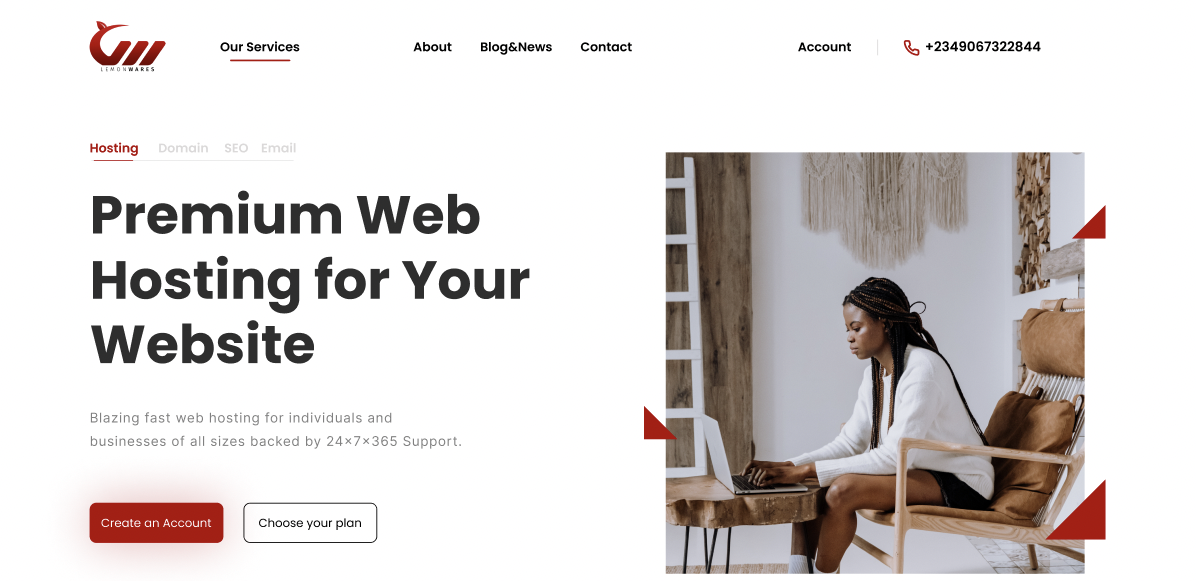 LEMONWARES
Our Services
About
Blog&News
Contact
Account
+2349067322844
Hosting Domain SEO Email
Premium Web
Hosting for Your
Website
Blazing fast web hosting for individuals and
businesses of all sizes backed by 24×7×365 Support.
Create an Account
Choose your plan